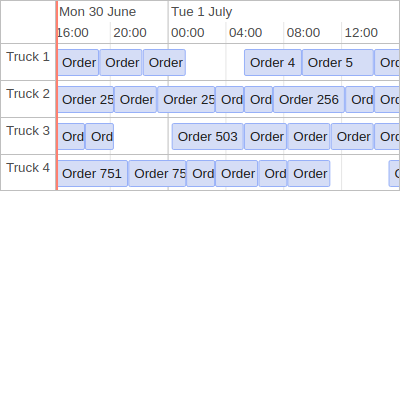 Mon 30 June Tue 1 July
16:00 20:00 00:00 04:00 08:00 12:00
Truck 1 Order Order Order Order 4 Order 5 Ord
Truck 2 Order 25 Order Order 25 Ord Ord Order 256 Ord Ord
Truck 3 Ord Ord Order 503 Order Order Order Ord
Truck 4 Order 751 Order 75 Ord Order Ord Order